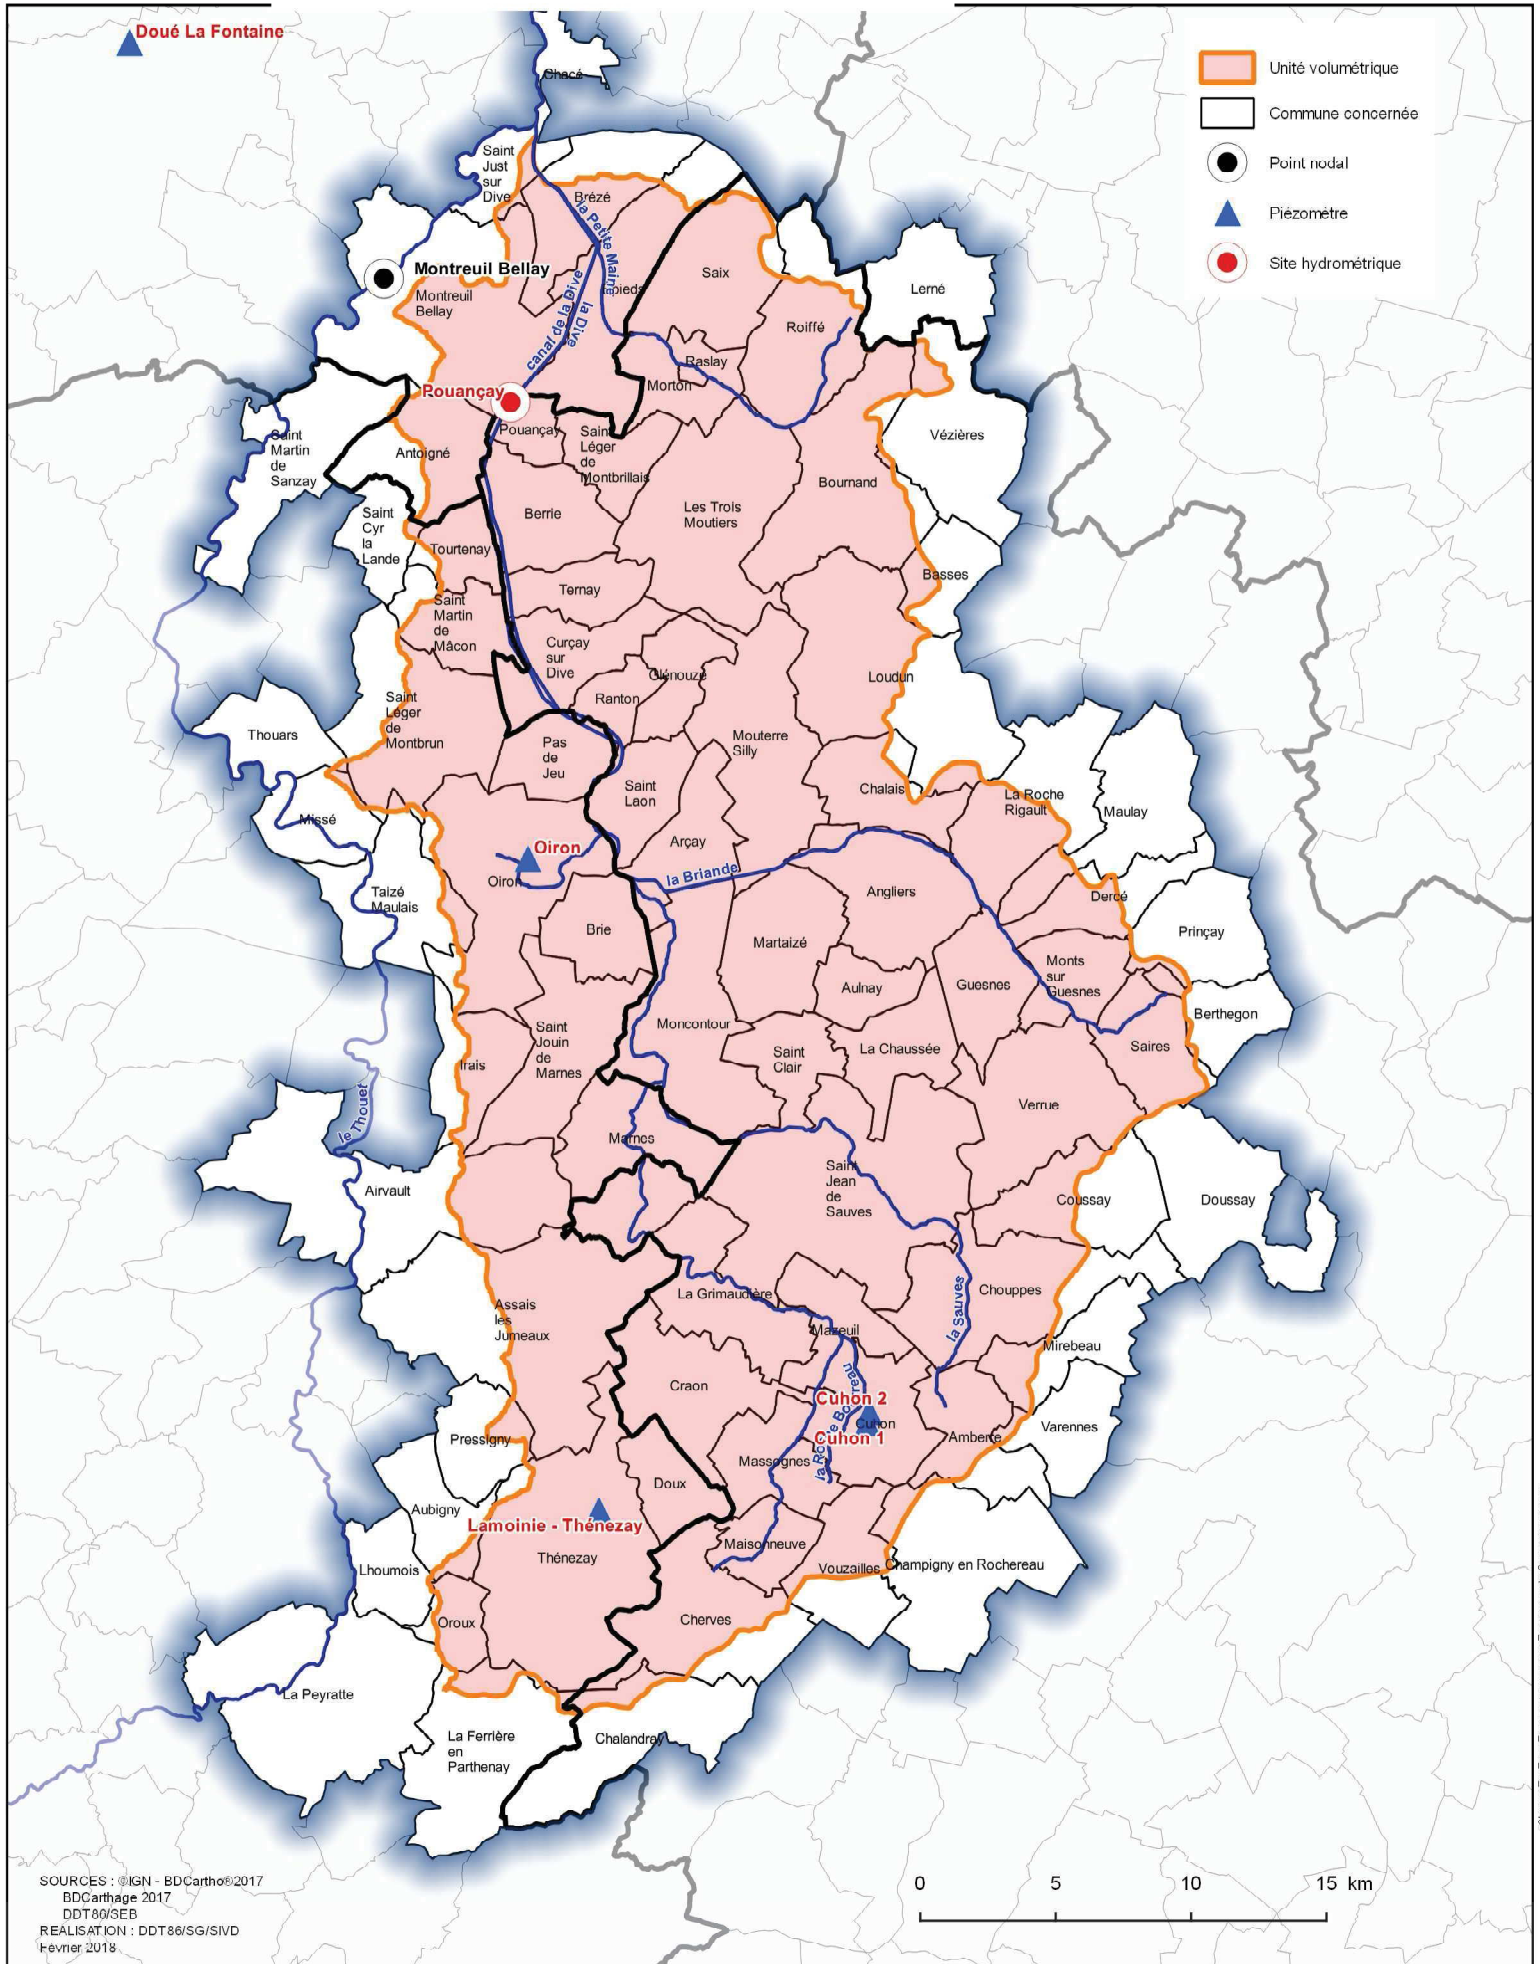 Doué La Fontaine
Chacé
Unité volumétrique
Commune concernée
Point nodal
Piézomètre
Site hydrométrique
Saint
Just
sur
Dive
Brézé
la Petite Maine
Montreuil Bellay
Montreuil
Bellay
Saix
Lerné
canal de la Dive
la Dive
Roiffé
Raslay
Morton
Pouançay
Pouançay
Saint
Martin
de
Sanzay
Antoigné
Saint
Léger
de
Montbrillais
Vézières
Bournand
Saint
Cyr
la
Lande
Berrie
Les Trois
Moutiers
Tourtenay
Basses
Ternay
Saint
Martin
de
Mâcon
Curçay
sur
Dive
Glénouze
Loudun
Ranton
Saint
Léger
de
Montbrun
Thouars
Pas
de
Jeu
Mouterre
Silly
Saint
Laon
Chalais
La Roche
Rigault
Maulay
Missé
Arçay
Oiron
Oiron
la Briande
Angliers
Dercé
Taizé
Maulais
Brie
Martaizé
Prinçay
Monts
sur
Guesnes
Aulnay
Guesnes
Berthegon
Saint
Jouin
de
Marnes
Moncontour
Saint
Clair
La Chaussée
Saires
Irais
Verrue
le Thouet
Marnes
Airvault
Saint
Jean
de
Sauves
Coussay
Doussay
Assais
les
Jumeaux
La Grimaudière
Chouppes
la Sauves
Mazeuil
Mirebeau
Craon
Cuhon 2
Cuhon
Cuhon 1
Varennes
Amberre
Pressigny
Massognes
Doux
Aubigny
Lamoinie - Thénezay
Thénezay
Maisonneuve
Lhoumois
Vouzailles
Champigny en Rochereau
Oroux
Cherves
La Peyratte
La Ferrière
en
Parthenay
Chalandray
SOURCES : ©IGN - BDCartho®2017
BDCarthage 2017
DDT86/SEB
REALISATION : DDT86/SG/SIVD
Février 2018
0 5 10 15 km